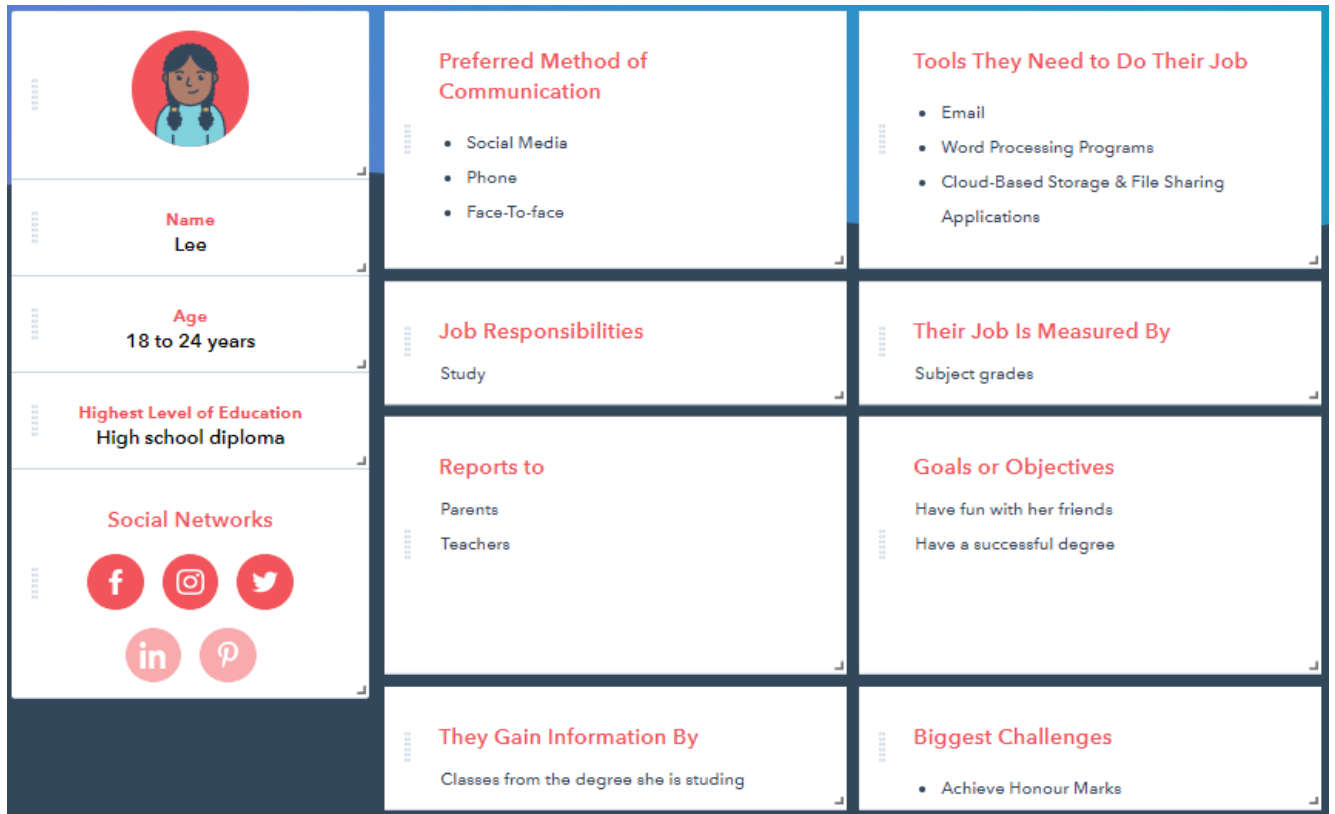 Name
Lee
Age
18 to 24 years
Highest Level of Education
High school diploma
Social Networks
f
in
Preferred Method of
Communication
Social Media
Phone
Face-To-face
Tools They Need to Do Their Job
Email
Word Processing Programs
Cloud-Based Storage & File Sharing
Applications
Job Responsibilities
Study
Their Job Is Measured By
Subject grades
Reports to
Parents
Teachers
Goals or Objectives
Have fun with her friends
Have a successful degree
They Gain Information By
Classes from the degree she is studing
Biggest Challenges
Achieve Honour Marks